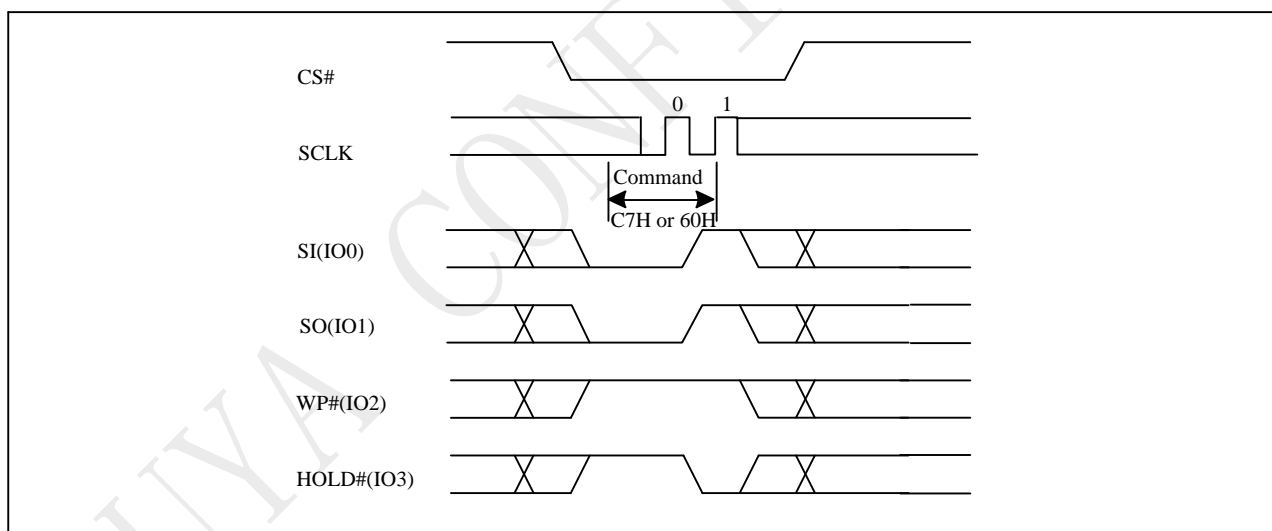 CS#
0 1
SCLK
Command
C7H or 60H
SI(IO0)
SO(IO1)
WP#(IO2)
HOLD#(IO3)